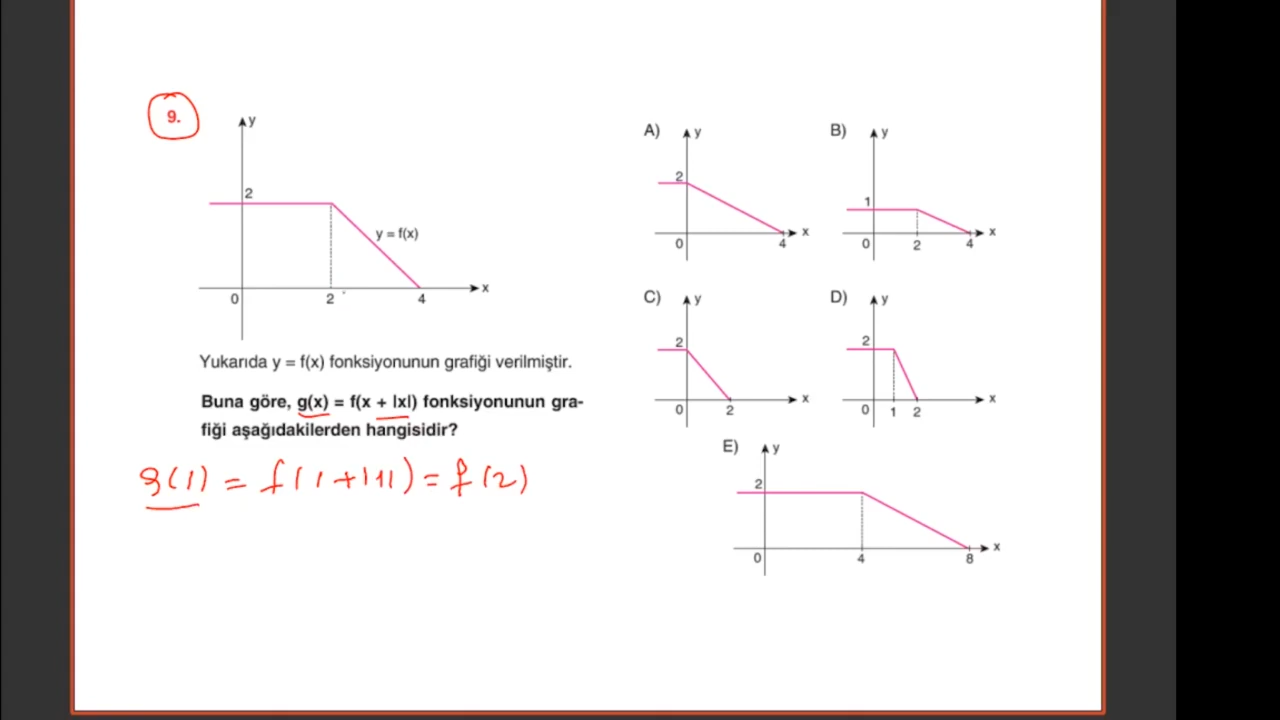 9.
y
2
y = f(x)
0 2 4 x
Yukarıda y = f(x) fonksiyonunun grafiği verilmiştir.
Buna göre, g(x) = f(x + |x|) fonksiyonunun gra-
fiği aşağıdakilerden hangisidir?
g(1) = f(1+|1|) = f(2)
A) y
2
0 4 x
B) y
1
0 2 4 x
C) y
2
0 2 x
D) y
2
0 1 2 x
E) y
2
0 4 8 x